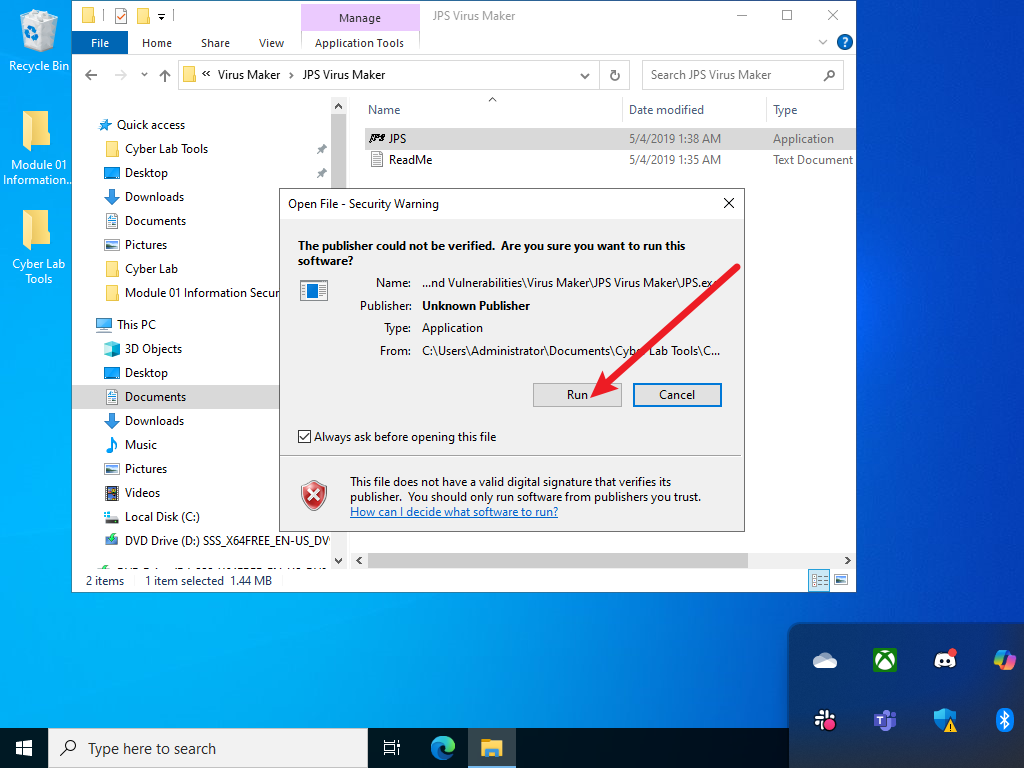 Recycle Bin
Module 01
Information...
Cyber Lab
Tools
Manage
JPS Virus Maker
File
Home
Share
View
Application Tools
?
« Virus Maker › JPS Virus Maker
Search JPS Virus Maker
Quick access
Cyber Lab Tools
Desktop
Downloads
Documents
Pictures
Cyber Lab
Module 01 Information Secur
This PC
3D Objects
Desktop
Documents
Downloads
Music
Pictures
Videos
Local Disk (C:)
DVD Drive (D:) SSS_X64FREE_EN-US_DV
Name
Date modified
Type
JPS
5/4/2019 1:38 AM
Application
ReadMe
5/4/2019 1:35 AM
Text Document
Open File - Security Warning
The publisher could not be verified. Are you sure you want to run this
software?
Name: ...nd Vulnerabilities\Virus Maker\JPS Virus Maker\JPS.exe
Publisher: Unknown Publisher
Type: Application
From: C:\Users\Administrator\Documents\Cyber Lab Tools\C...
Run
Cancel
Always ask before opening this file
This file does not have a valid digital signature that verifies its
publisher. You should only run software from publishers you trust.
How can I decide what software to run?
2 items
1 item selected 1.44 MB
Type here to search